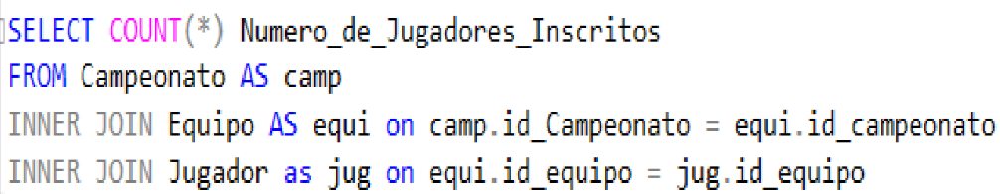 SELECT COUNT(*) Numero_de_Jugadores_Inscritos
FROM Campeonato AS camp
INNER JOIN Equipo AS equi on camp.id_Campeonato = equi.id_campeonato
INNER JOIN Jugador as jug on equi.id_equipo = jug.id_equipo